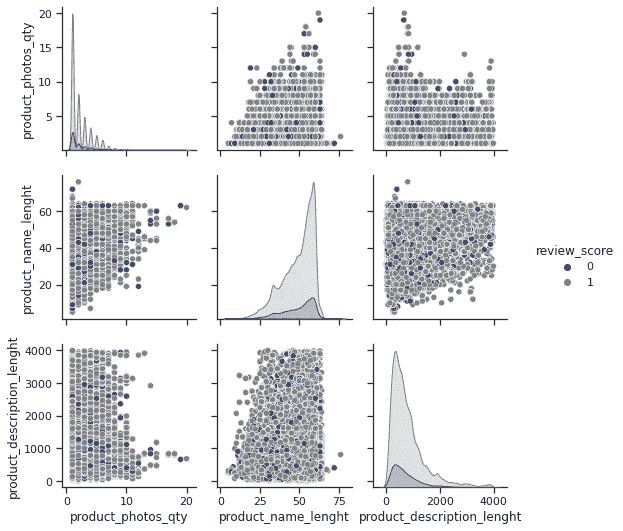 20
15
10
5
product_photos_qty
60
40
20
product_name_lenght
review_score
0
1
4000
3000
2000
1000
0
product_description_lenght
0 10 20
0 25 50 75
0 2000 4000
product_photos_qty product_name_lenght product_description_lenght